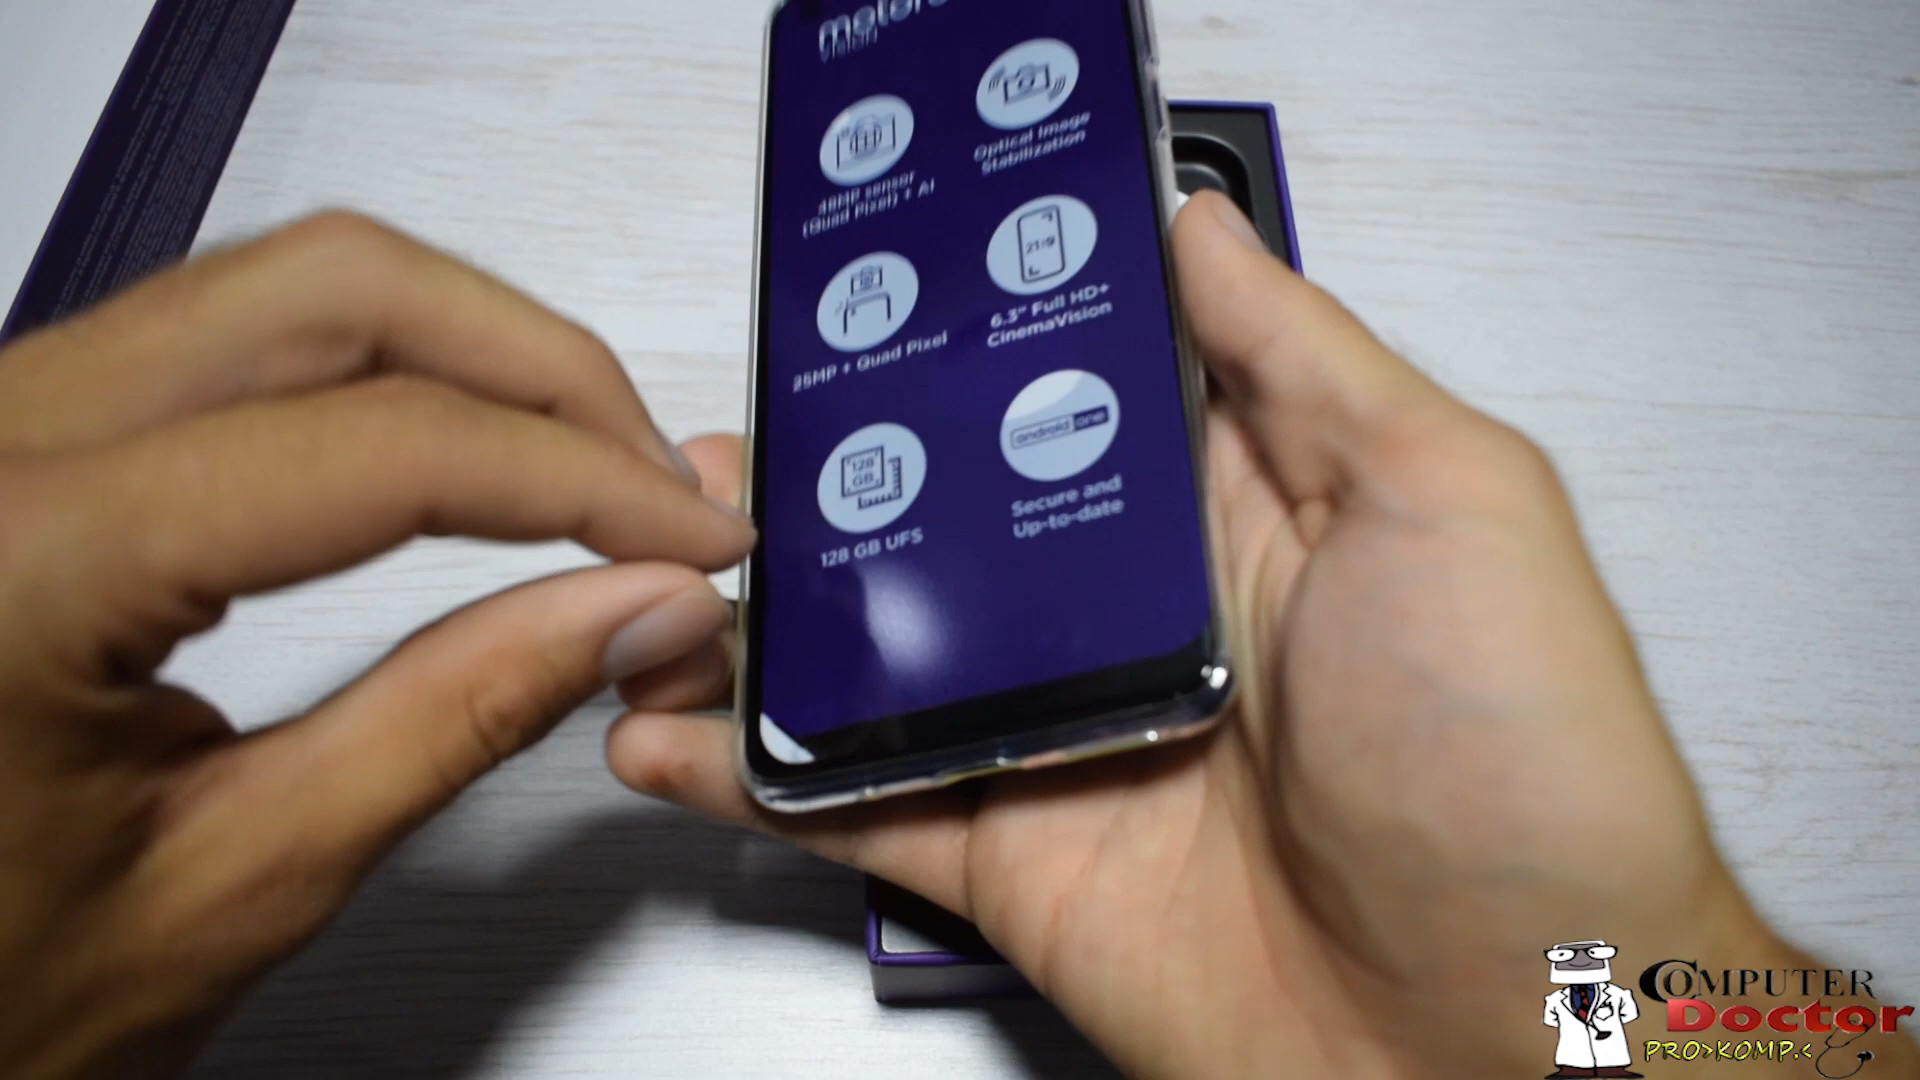 motoro
VISION
Optical Image
Stabilization
48MP sensor
(Quad Pixel) + AI
21:9
6.3" Full HD+
CinemaVision
25MP + Quad Pixel
android one
Secure and
Up-to-date
128
GB
128 GB UFS
COMPUTER
Doctor
PRO>KOMP.<